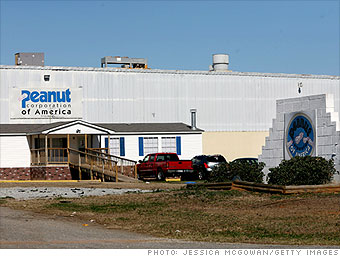 Peanut
corporation
of America
PHOTO: JESSICA MCGOWAN/GETTY IMAGES